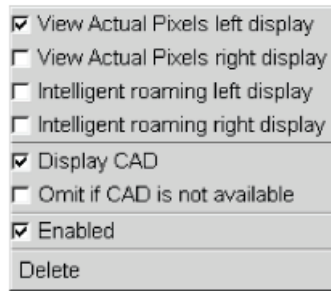 View Actual Pixels left display
View Actual Pixels right display
Intelligent roaming left display
Intelligent roaming right display
Display CAD
Omit if CAD is not available
Enabled
Delete